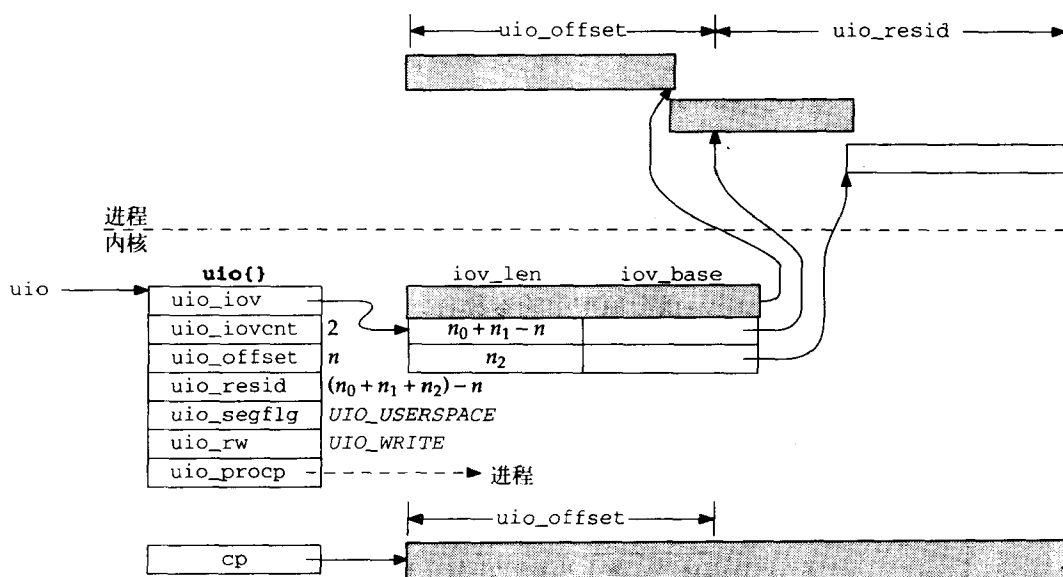 uio_offset uio_resid
进程
内核
uio{} iov_len iov_base
uio uio_iov
uio_iovcnt 2 n₀ + n₁ − n
uio_offset n n₂
uio_resid (n₀ + n₁ + n₂) − n
uio_segflg UIO_USERSPACE
uio_rw UIO_WRITE
uio_procp 进程
uio_offset
cp